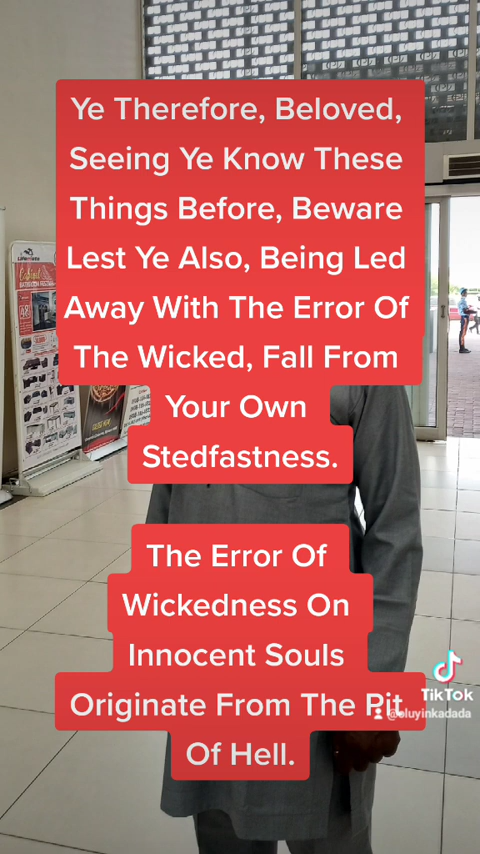 Ye Therefore, Beloved,
Seeing Ye Know These
Things Before, Beware
Lest Ye Also, Being Led
Away With The Error Of
The Wicked, Fall From
Your Own
Stedfastness.
The Error Of
Wickedness On
Innocent Souls
Originate From The Pit
Of Hell.
TikTok
@oluyinkadada